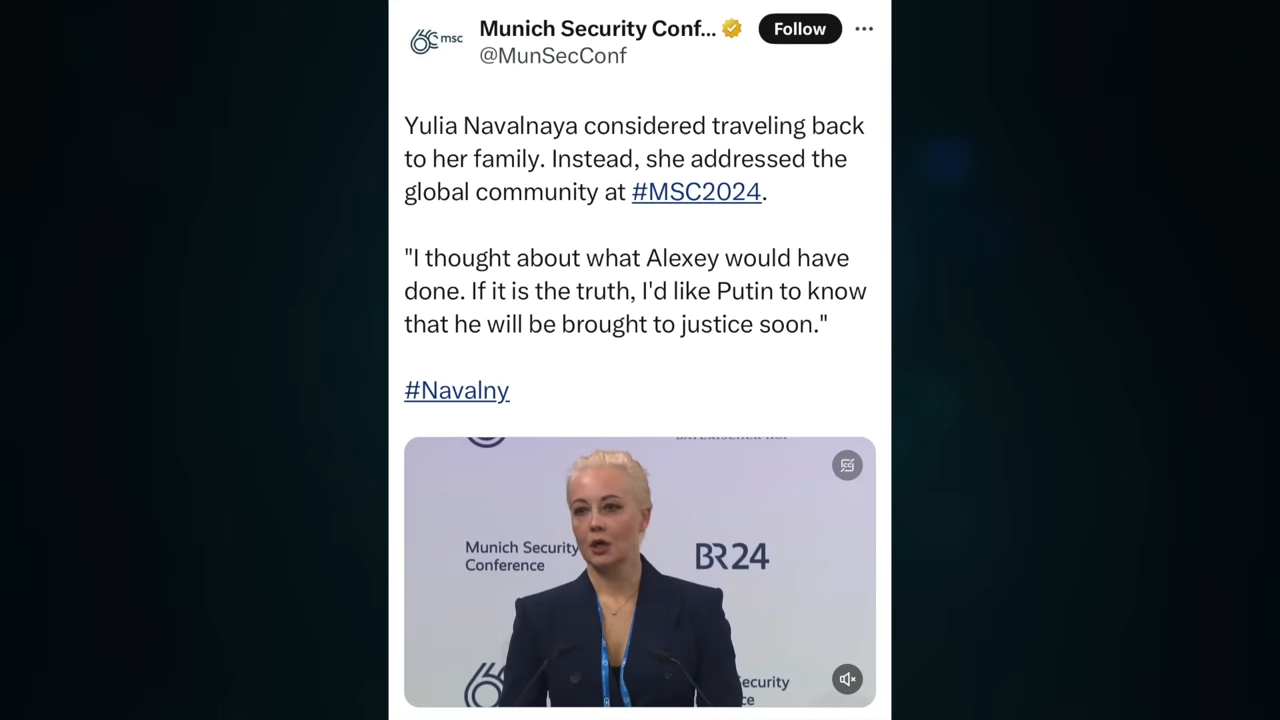 msc
Munich Security Conf...
Follow
@MunSecConf
Yulia Navalnaya considered traveling back
to her family. Instead, she addressed the
global community at #MSC2024.
"I thought about what Alexey would have
done. If it is the truth, I'd like Putin to know
that he will be brought to justice soon."
#Navalny
Munich Security
Conference
BR24
ecurity
ce